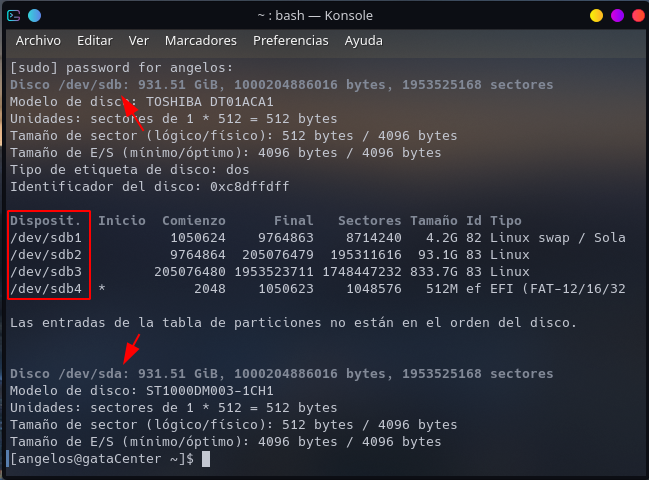 ~ : bash — Konsole
Archivo Editar Ver Marcadores Preferencias Ayuda
[sudo] password for angelos:
Disco /dev/sdb: 931.51 GiB, 1000204886016 bytes, 1953525168 sectores
Modelo de disco: TOSHIBA DT01ACA1
Unidades: sectores de 1 * 512 = 512 bytes
Tamaño de sector (lógico/físico): 512 bytes / 4096 bytes
Tamaño de E/S (mínimo/óptimo): 4096 bytes / 4096 bytes
Tipo de etiqueta de disco: dos
Identificador del disco: 0xc8dffdff
Disposit. Inicio Comienzo Final Sectores Tamaño Id Tipo
/dev/sdb1 1050624 9764863 8714240 4.2G 82 Linux swap / Sola
/dev/sdb2 9764864 205076479 195311616 93.1G 83 Linux
/dev/sdb3 205076480 1953523711 1748447232 833.7G 83 Linux
/dev/sdb4 * 2048 1050623 1048576 512M ef EFI (FAT-12/16/32
Las entradas de la tabla de particiones no están en el orden del disco.
Disco /dev/sda: 931.51 GiB, 1000204886016 bytes, 1953525168 sectores
Modelo de disco: ST1000DM003-1CH1
Unidades: sectores de 1 * 512 = 512 bytes
Tamaño de sector (lógico/físico): 512 bytes / 4096 bytes
Tamaño de E/S (mínimo/óptimo): 4096 bytes / 4096 bytes
[angelos@gataCenter ~]$